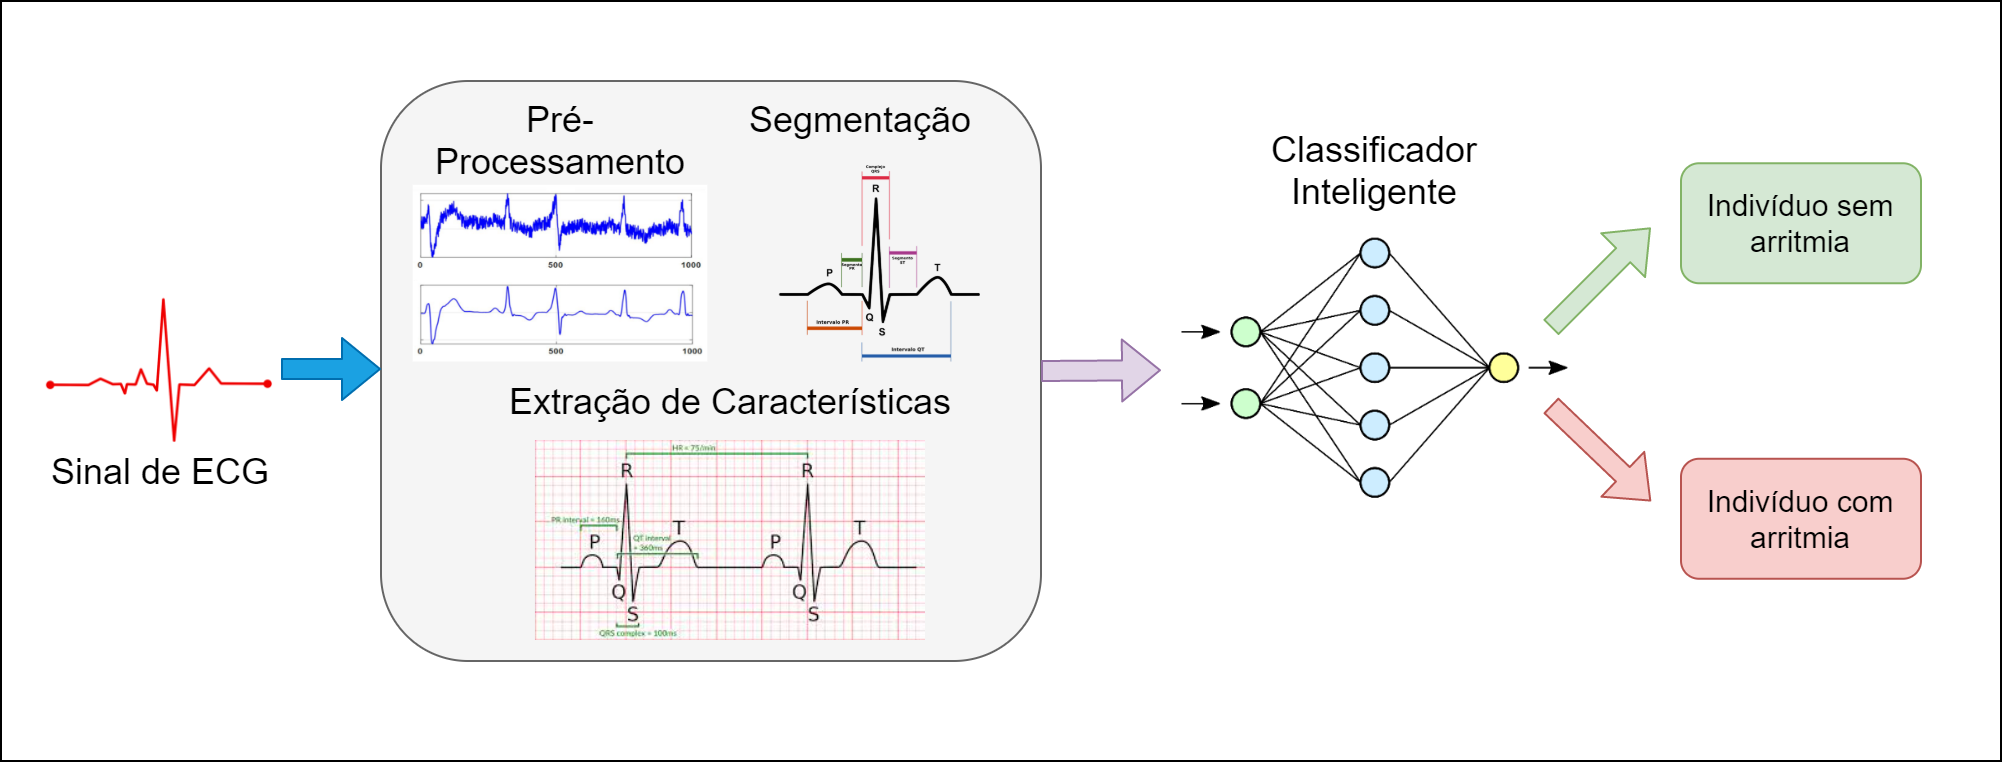 Sinal de ECG
Pré-
Processamento
0 500 1000
0 500 1000
Segmentação
Complexo
QRS
R
Segmento
PR
Segmento
ST
P
T
Q
S
Intervalo PR
Intervalo QT
Extração de Características
HR = 75/min
R R
PR interval = 160ms
QT interval
= 360ms
P T P T
Q Q
S S
QRS complex = 100ms
Classificador
Inteligente
Indivíduo sem
arritmia
Indivíduo com
arritmia